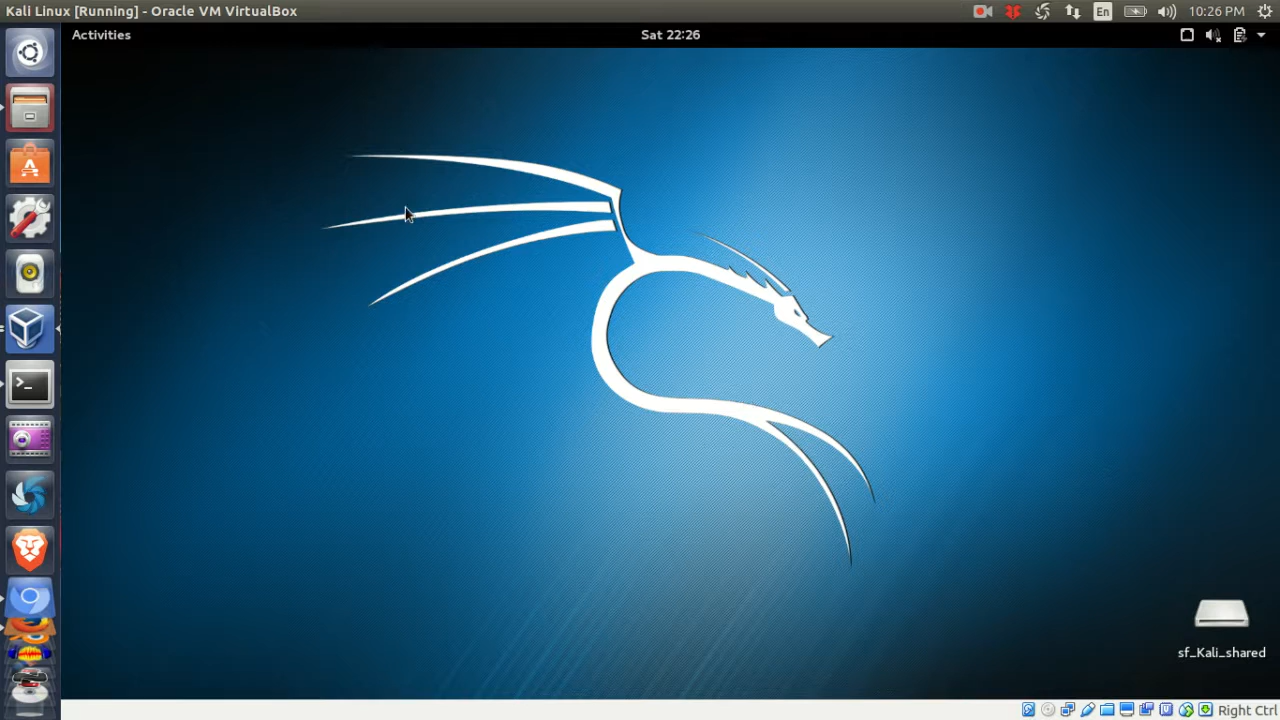 Kali Linux [Running] - Oracle VM VirtualBox
En
10:26 PM
Activities
Sat 22:26
sf_Kali_shared
Right Ctrl